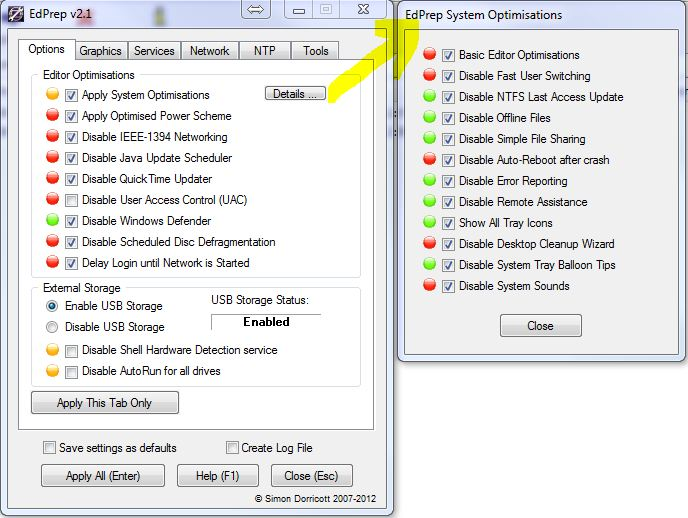 EdPrep v2.1
Options
Graphics
Services
Network
NTP
Tools
Editor Optimisations
Apply System Optimisations
Details ...
Apply Optimised Power Scheme
Disable IEEE-1394 Networking
Disable Java Update Scheduler
Disable QuickTime Updater
Disable User Access Control (UAC)
Disable Windows Defender
Disable Scheduled Disc Defragmentation
Delay Login until Network is Started
External Storage
Enable USB Storage
Disable USB Storage
USB Storage Status:
Enabled
Disable Shell Hardware Detection service
Disable AutoRun for all drives
Apply This Tab Only
Save settings as defaults
Create Log File
Apply All (Enter)
Help (F1)
Close (Esc)
© Simon Dorricott 2007-2012
EdPrep System Optimisations
Basic Editor Optimisations
Disable Fast User Switching
Disable NTFS Last Access Update
Disable Offline Files
Disable Simple File Sharing
Disable Auto-Reboot after crash
Disable Error Reporting
Disable Remote Assistance
Show All Tray Icons
Disable Desktop Cleanup Wizard
Disable System Tray Balloon Tips
Disable System Sounds
Close